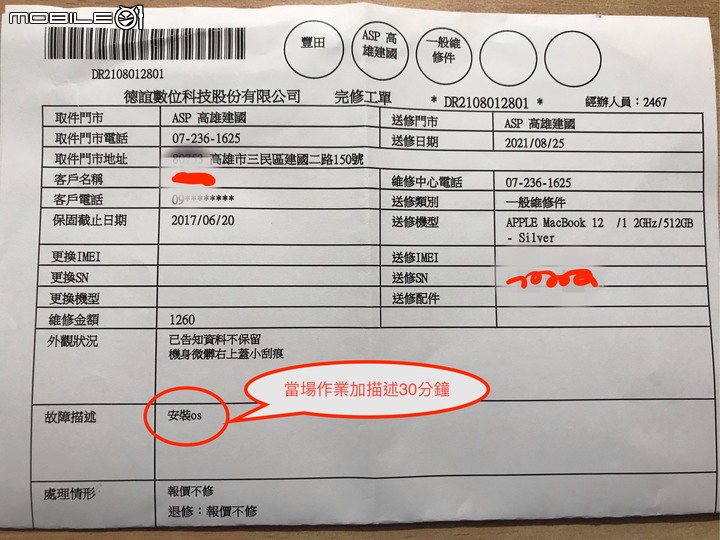 MOBILE01
DR2108012801
豐田
ASP 高
雄建國
一般維
修件
德誼數位科技股份有限公司 完修工單 * DR2108012801 * 經辦人員：2467
取件門市 ASP 高雄建國 送修門市 ASP 高雄建國
取件門市電話 07-236-1625 送修日期 2021/08/25
取件門市地址 高雄市三民區建國二路150號
客戶名稱 維修中心電話 07-236-1625
客戶電話 09******** 送修類別 一般維修件
保固截止日期 2017/06/20 送修機型 APPLE MacBook 12 /1 2GHz/512GB
- Silver
更換IMEI 送修IMEI
更換SN 送修SN
更換機型 送修配件
維修金額 1260
外觀狀況 已告知資料不保留
機身微髒右上蓋小刮痕
當場作業加描述30分鐘
故障描述 安裝os
處理情形 報價不修
退修：報價不修